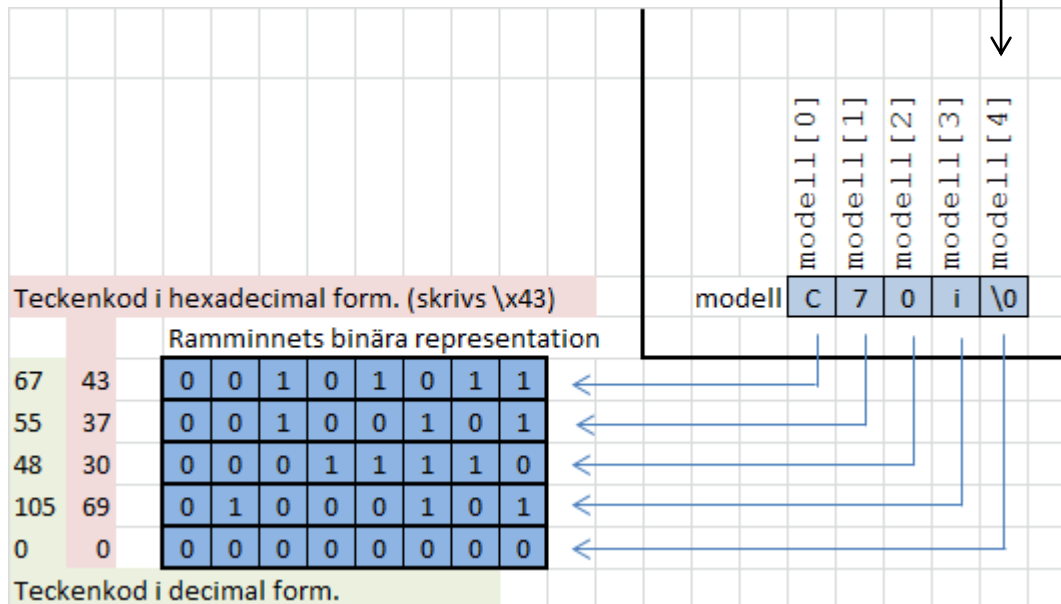 modell[0] modell[1] modell[2] modell[3] modell[4]
Teckenkod i hexadecimal form. (skrivs \x43) modell C 7 0 i \0
Ramminnets binära representation
67 43 0 0 1 0 1 0 1 1
55 37 0 0 1 0 0 1 0 1
48 30 0 0 0 1 1 1 1 0
105 69 0 1 0 0 0 1 0 1
0 0 0 0 0 0 0 0 0 0
Teckenkod i decimal form.